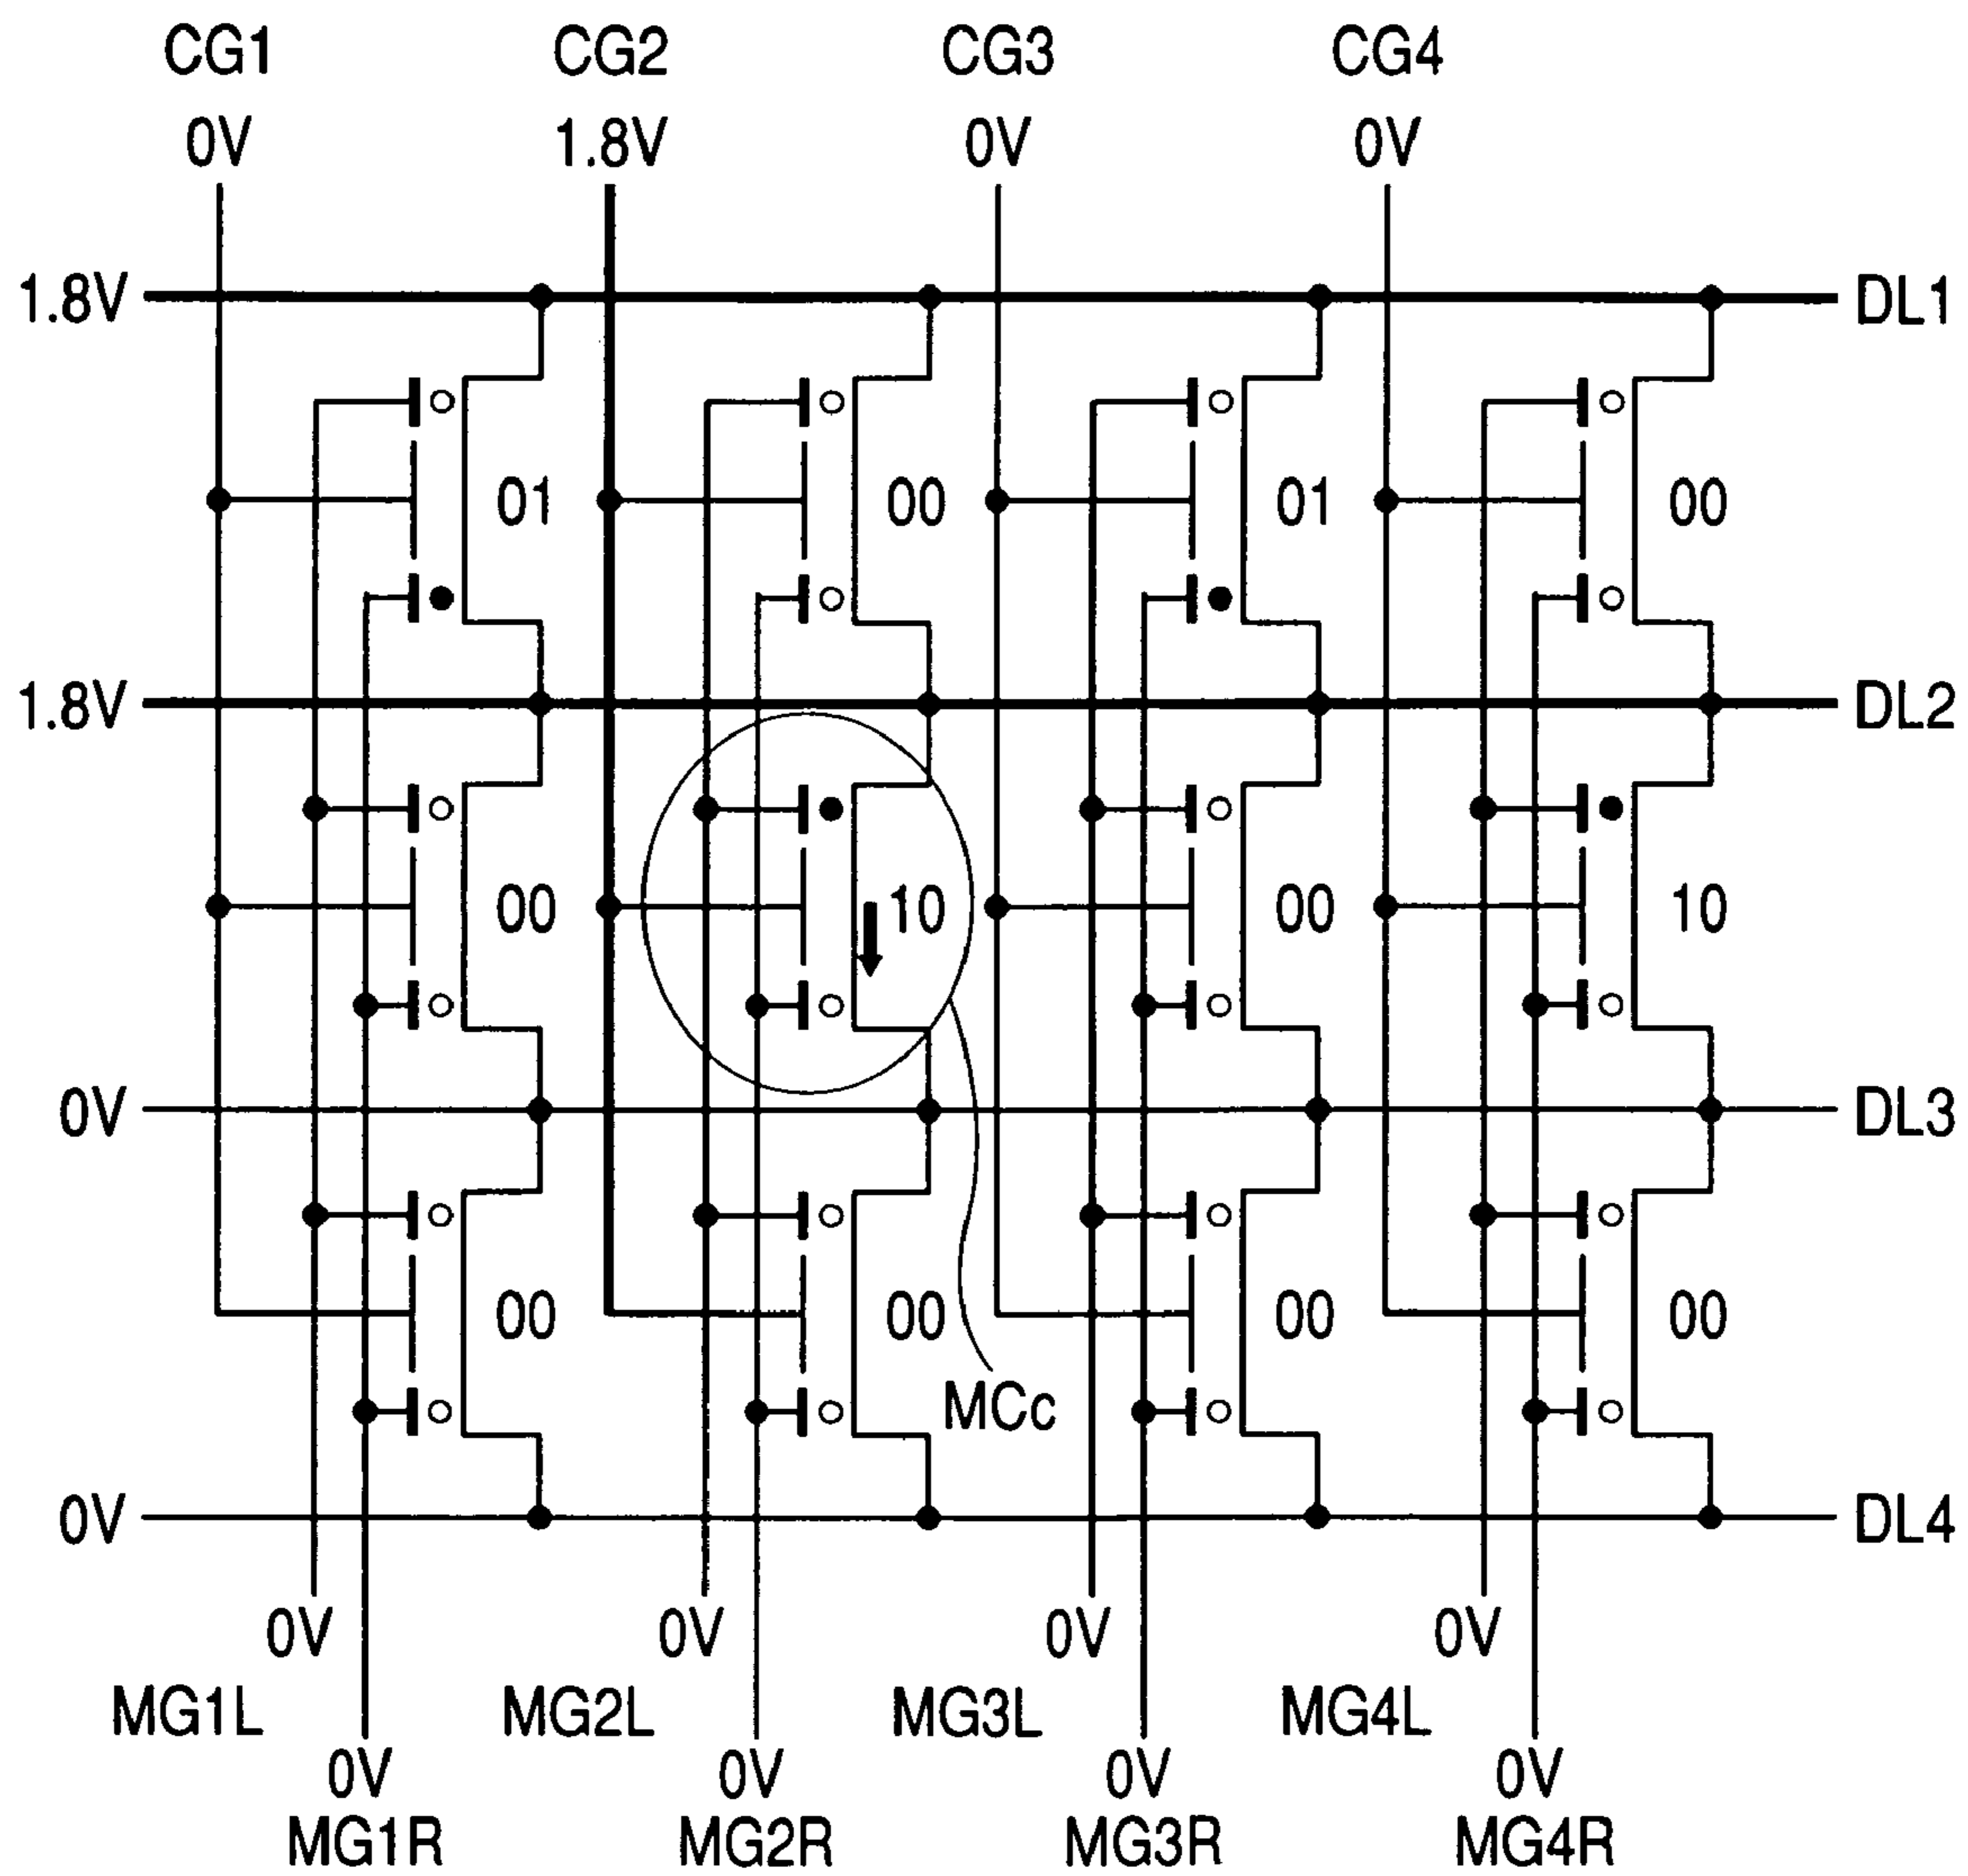 CG1 CG2 CG3 CG4
0V 1.8V 0V 0V
1.8V DL1
01 00 01 00
1.8V DL2
00 10 00 10
0V DL3
00 00 00 00
MCc
0V DL4
0V 0V 0V 0V
MG1L MG2L MG3L MG4L
0V 0V 0V 0V
MG1R MG2R MG3R MG4R